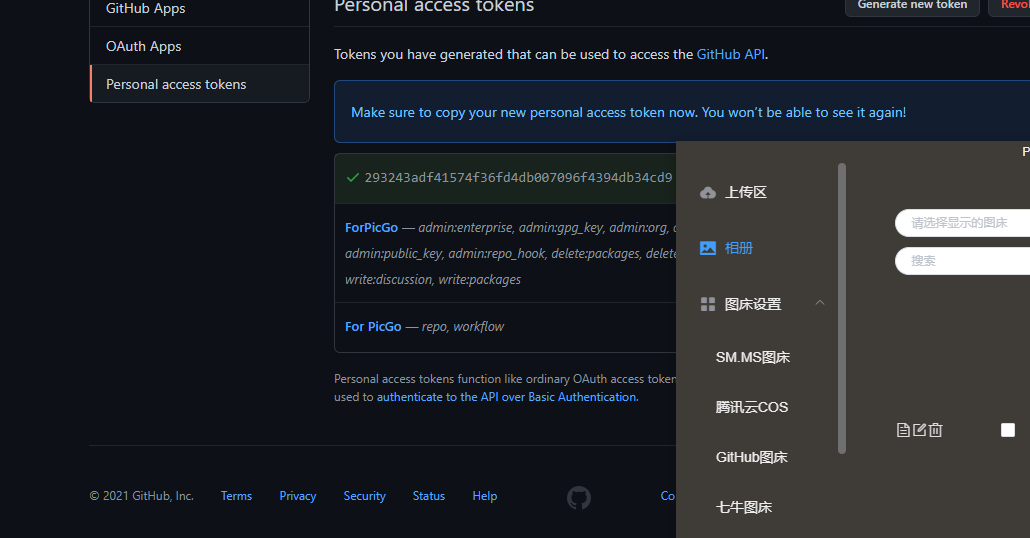 GitHub Apps
Personal access tokens
Generate new token
OAuth Apps
Tokens you have generated that can be used to access the GitHub API.
Personal access tokens
Make sure to copy your new personal access token now. You won't be able to see it again!
293243adf41574f36fd4db007096f4394db34cd9
ForPicGo — admin:enterprise, admin:gpg_key, admin:org,
admin:public_key, admin:repo_hook, delete:packages,
write:discussion, write:packages
For PicGo — repo, workflow
Personal access tokens function like ordinary OAuth access
used to authenticate to the API over Basic Authentication.
© 2021 GitHub, Inc.
Terms
Privacy
Security
Status
Help
上传区
相册
图床设置
SM.MS图床
腾讯云COS
GitHub图床
七牛图床
请选择显示的图床
搜索